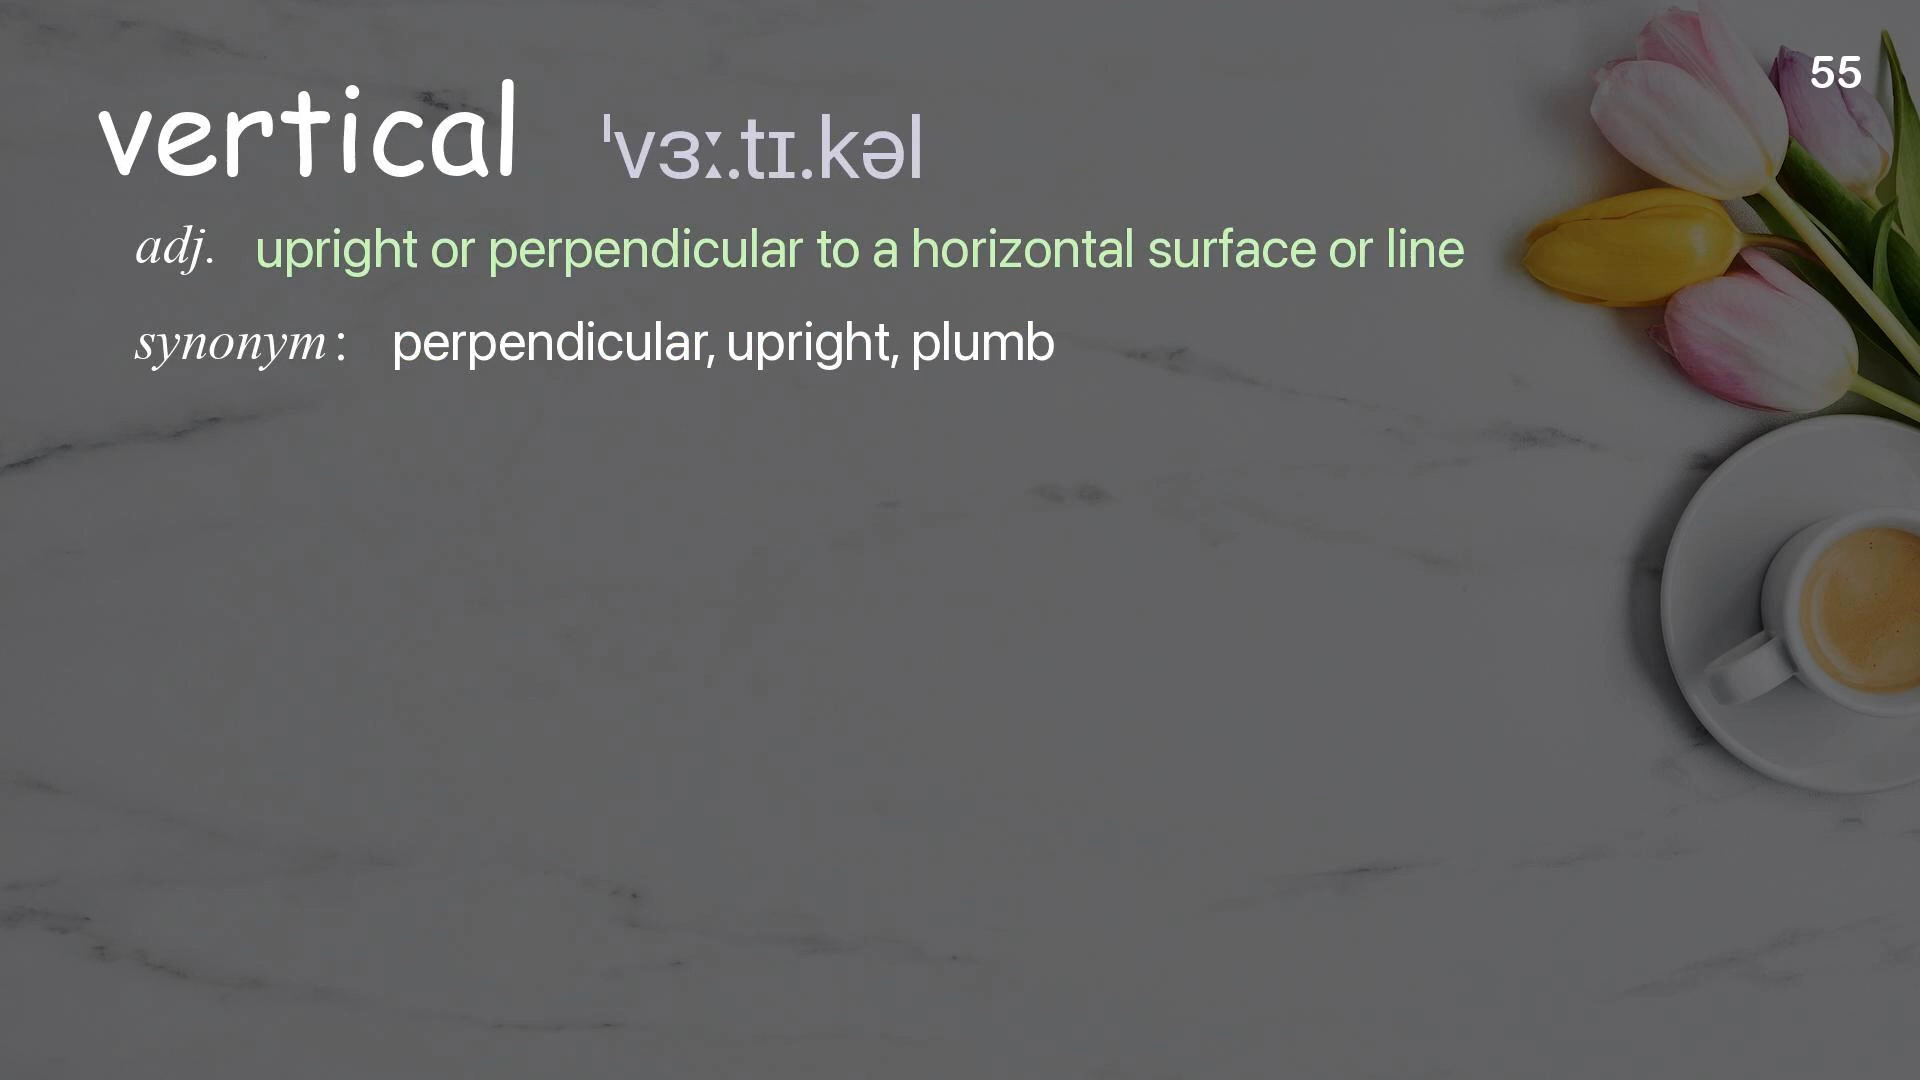 55
vertical ˈvɜː.tɪ.kəl
adj. upright or perpendicular to a horizontal surface or line
synonym: perpendicular, upright, plumb